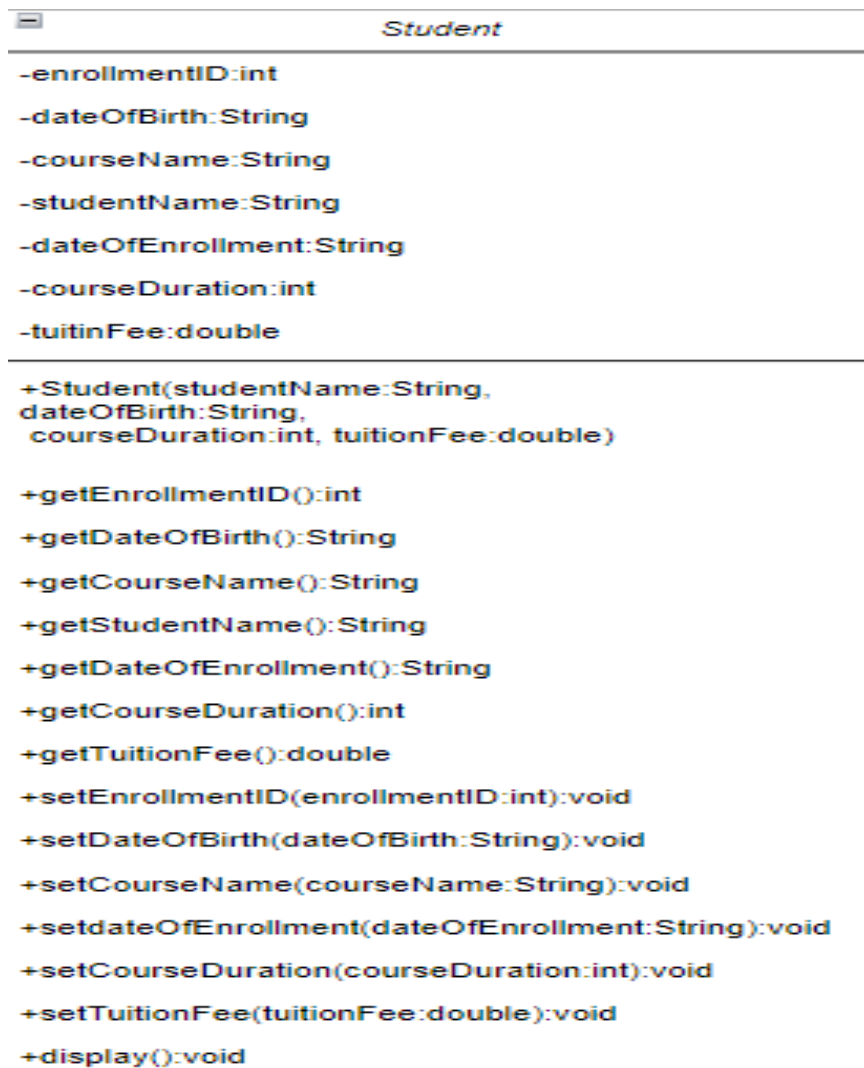 Student
-enrollmentID:int
-dateOfBirth:String
-courseName:String
-studentName:String
-dateOfEnrollment:String
-courseDuration:int
-tuitinFee:double
+Student(studentName:String,
dateOfBirth:String,
courseDuration:int, tuitionFee:double)
+getEnrollmentID():int
+getDateOfBirth():String
+getCourseName():String
+getStudentName():String
+getDateOfEnrollment():String
+getCourseDuration():int
+getTuitionFee():double
+setEnrollmentID(enrollmentID:int):void
+setDateOfBirth(dateOfBirth:String):void
+setCourseName(courseName:String):void
+setdateOfEnrollment(dateOfEnrollment:String):void
+setCourseDuration(courseDuration:int):void
+setTuitionFee(tuitionFee:double):void
+display():void